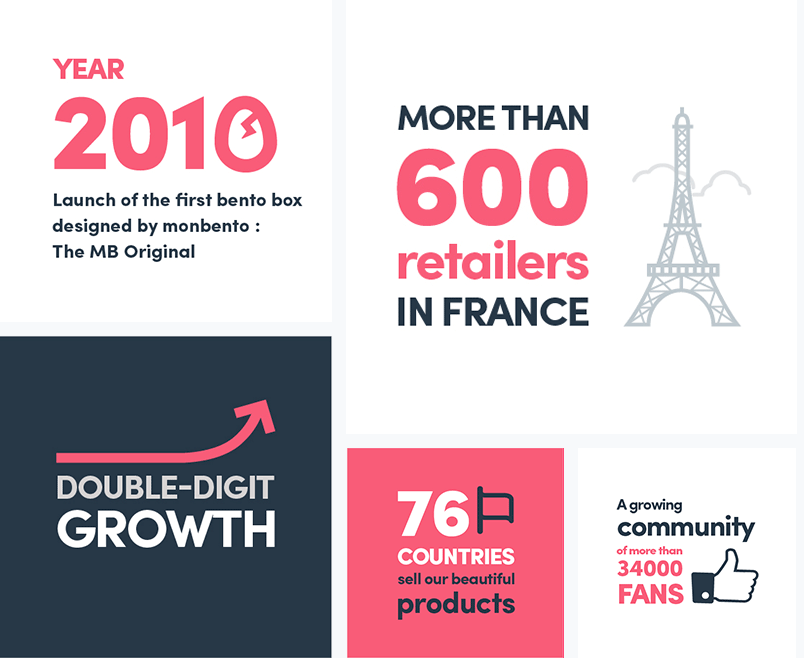 YEAR
2010
Launch of the first bento box
designed by monbento :
The MB Original
MORE THAN
600
retailers
IN FRANCE
DOUBLE-DIGIT
GROWTH
76
COUNTRIES
sell our beautiful
products
A growing
community
of more than
34000
FANS